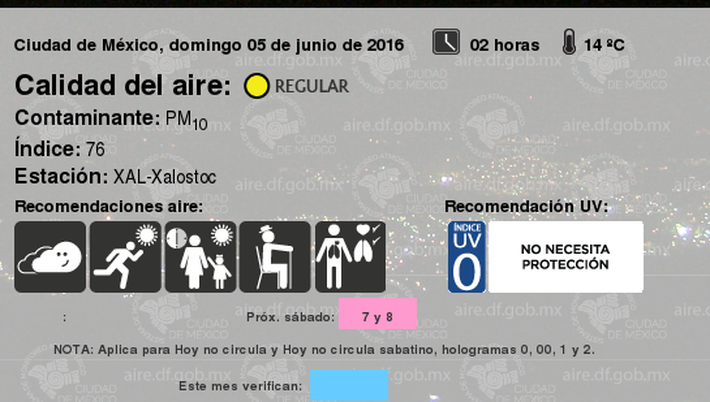 Ciudad de México, domingo 05 de junio de 2016 02 horas 14 ºC
Calidad del aire: REGULAR
Contaminante: PM10
Índice: 76
Estación: XAL-Xalostoc
Recomendaciones aire: Recomendación UV:
ÍNDICE
UV
0
NO NECESITA
PROTECCIÓN
: Próx. sábado: 7 y 8
NOTA: Aplica para Hoy no circula y Hoy no circula sabatino, hologramas 0, 00, 1 y 2.
Este mes verifican:
aire.df.gob.mx
CIUDAD
DE MÉXICO